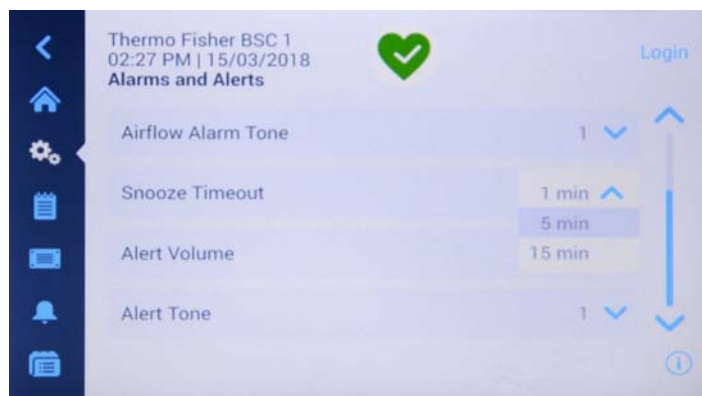 Thermo Fisher BSC 1
02:27 PM | 15/03/2018
Login
Alarms and Alerts
Airflow Alarm Tone 1
Snooze Timeout 1 min
5 min
Alert Volume 15 min
Alert Tone 1